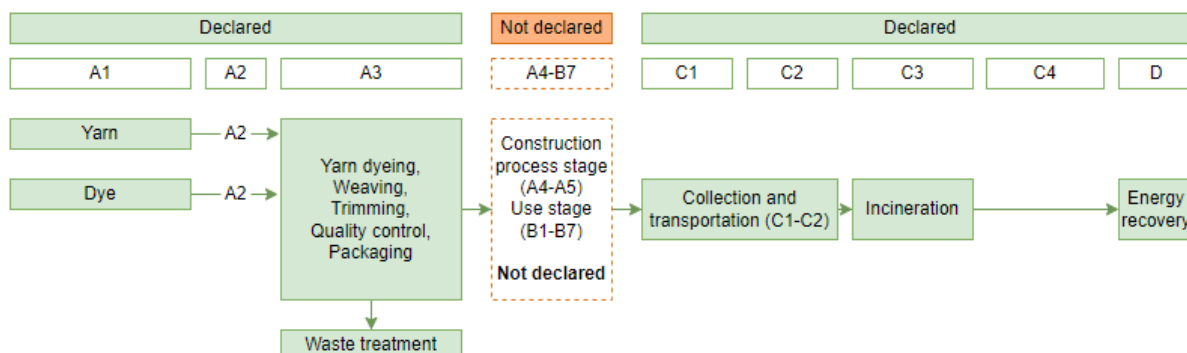 Declared
Not declared
Declared
A1
A2
A3
A4-B7
C1
C2
C3
C4
D
Yarn
A2
Dye
A2
Yarn dyeing,
Weaving,
Trimming,
Quality control,
Packaging
Waste treatment
Construction
process stage
(A4-A5)
Use stage
(B1-B7)
Not declared
Collection and
transportation (C1-C2)
Incineration
Energy
recovery